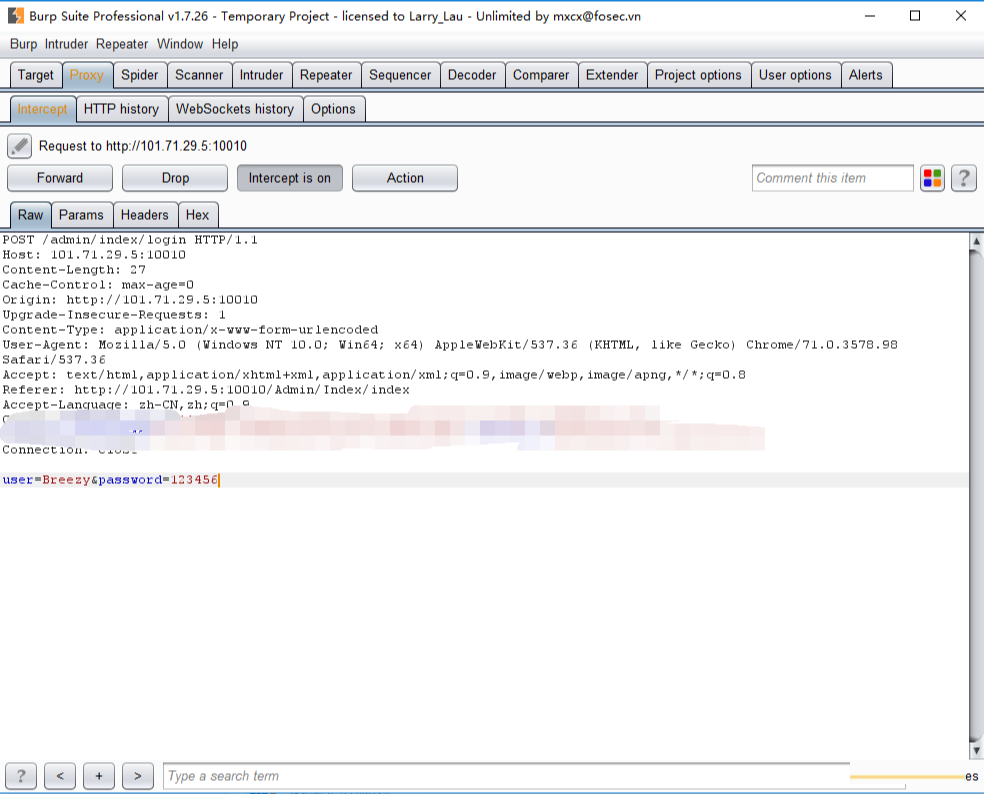 Burp Suite Professional v1.7.26 - Temporary Project - licensed to Larry_Lau - Unlimited by mxcx@fosec.vn
Burp Intruder Repeater Window Help
Target Proxy Spider Scanner Intruder Repeater Sequencer Decoder Comparer Extender Project options User options Alerts
Intercept HTTP history WebSockets history Options
Request to http://101.71.29.5:10010
Forward Drop Intercept is on Action Comment this item ?
Raw Params Headers Hex
POST /admin/index/login HTTP/1.1
Host: 101.71.29.5:10010
Content-Length: 27
Cache-Control: max-age=0
Origin: http://101.71.29.5:10010
Upgrade-Insecure-Requests: 1
Content-Type: application/x-www-form-urlencoded
User-Agent: Mozilla/5.0 (Windows NT 10.0; Win64; x64) AppleWebKit/537.36 (KHTML, like Gecko) Chrome/71.0.3578.98
Safari/537.36
Accept: text/html,application/xhtml+xml,application/xml;q=0.9,image/webp,image/apng,*/*;q=0.8
Referer: http://101.71.29.5:10010/Admin/Index/index
Accept-Language: zh-CN,zh;q=0.9
Connection: close
user=Breezy&password=123456
? < + > Type a search term es